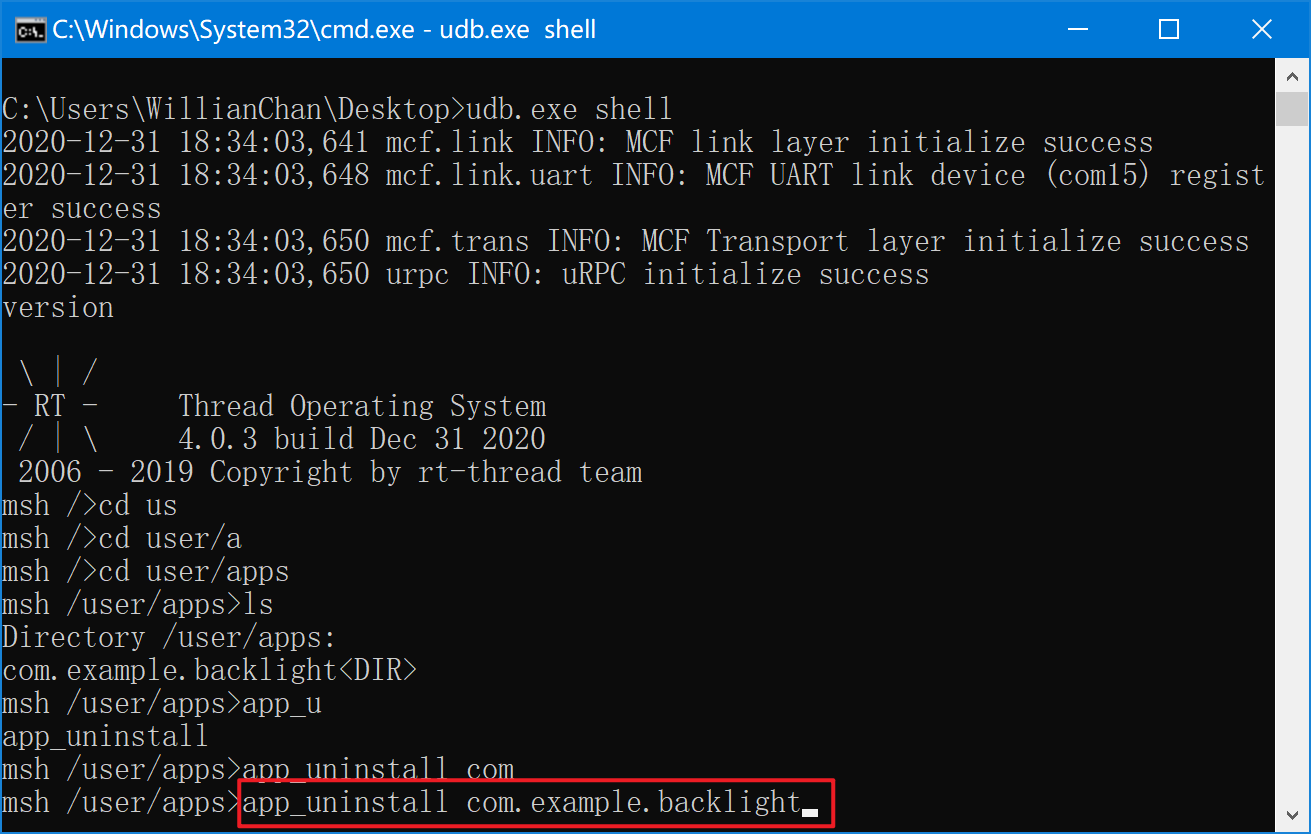 C:\Windows\System32\cmd.exe - udb.exe  shell
C:\Users\WillianChan\Desktop>udb.exe shell
2020-12-31 18:34:03,641 mcf.link INFO: MCF link layer initialize success
2020-12-31 18:34:03,648 mcf.link.uart INFO: MCF UART link device (com15) regist
er success
2020-12-31 18:34:03,650 mcf.trans INFO: MCF Transport layer initialize success
2020-12-31 18:34:03,650 urpc INFO: uRPC initialize success
version
 \ | /
- RT -     Thread Operating System
 / | \     4.0.3 build Dec 31 2020
 2006 - 2019 Copyright by rt-thread team
msh />cd us
msh />cd user/a
msh />cd user/apps
msh /user/apps>ls
Directory /user/apps:
com.example.backlight<DIR>
msh /user/apps>app_u
app_uninstall
msh /user/apps>app_uninstall com
msh /user/apps>app_uninstall com.example.backlight